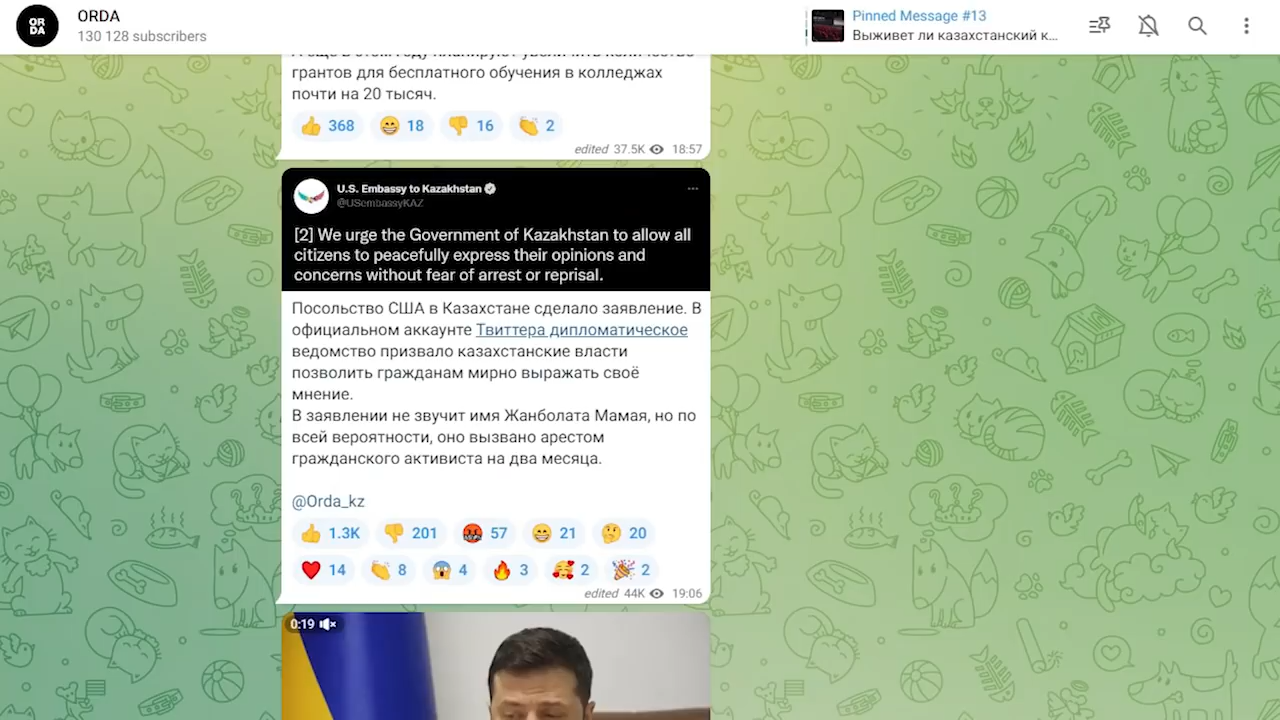 OR
DA
ORDA
130 128 subscribers
Pinned Message #13
Выживет ли казахстанский к...
грантов для бесплатного обучения в колледжах
почти на 20 тысяч.
368
18
16
2
edited 37.5K 18:57
U.S. Embassy to Kazakhstan
@USembassyKAZ
[2] We urge the Government of Kazakhstan to allow all
citizens to peacefully express their opinions and
concerns without fear of arrest or reprisal.
Посольство США в Казахстане сделало заявление. В
официальном аккаунте Твиттера дипломатическое
ведомство призвало казахстанские власти
позволить гражданам мирно выражать своё
мнение.
В заявлении не звучит имя Жанболата Мамая, но по
всей вероятности, оно вызвано арестом
гражданского активиста на два месяца.
@Orda_kz
1.3K
201
57
21
20
14
8
4
3
2
2
edited 44K 19:06
0:19